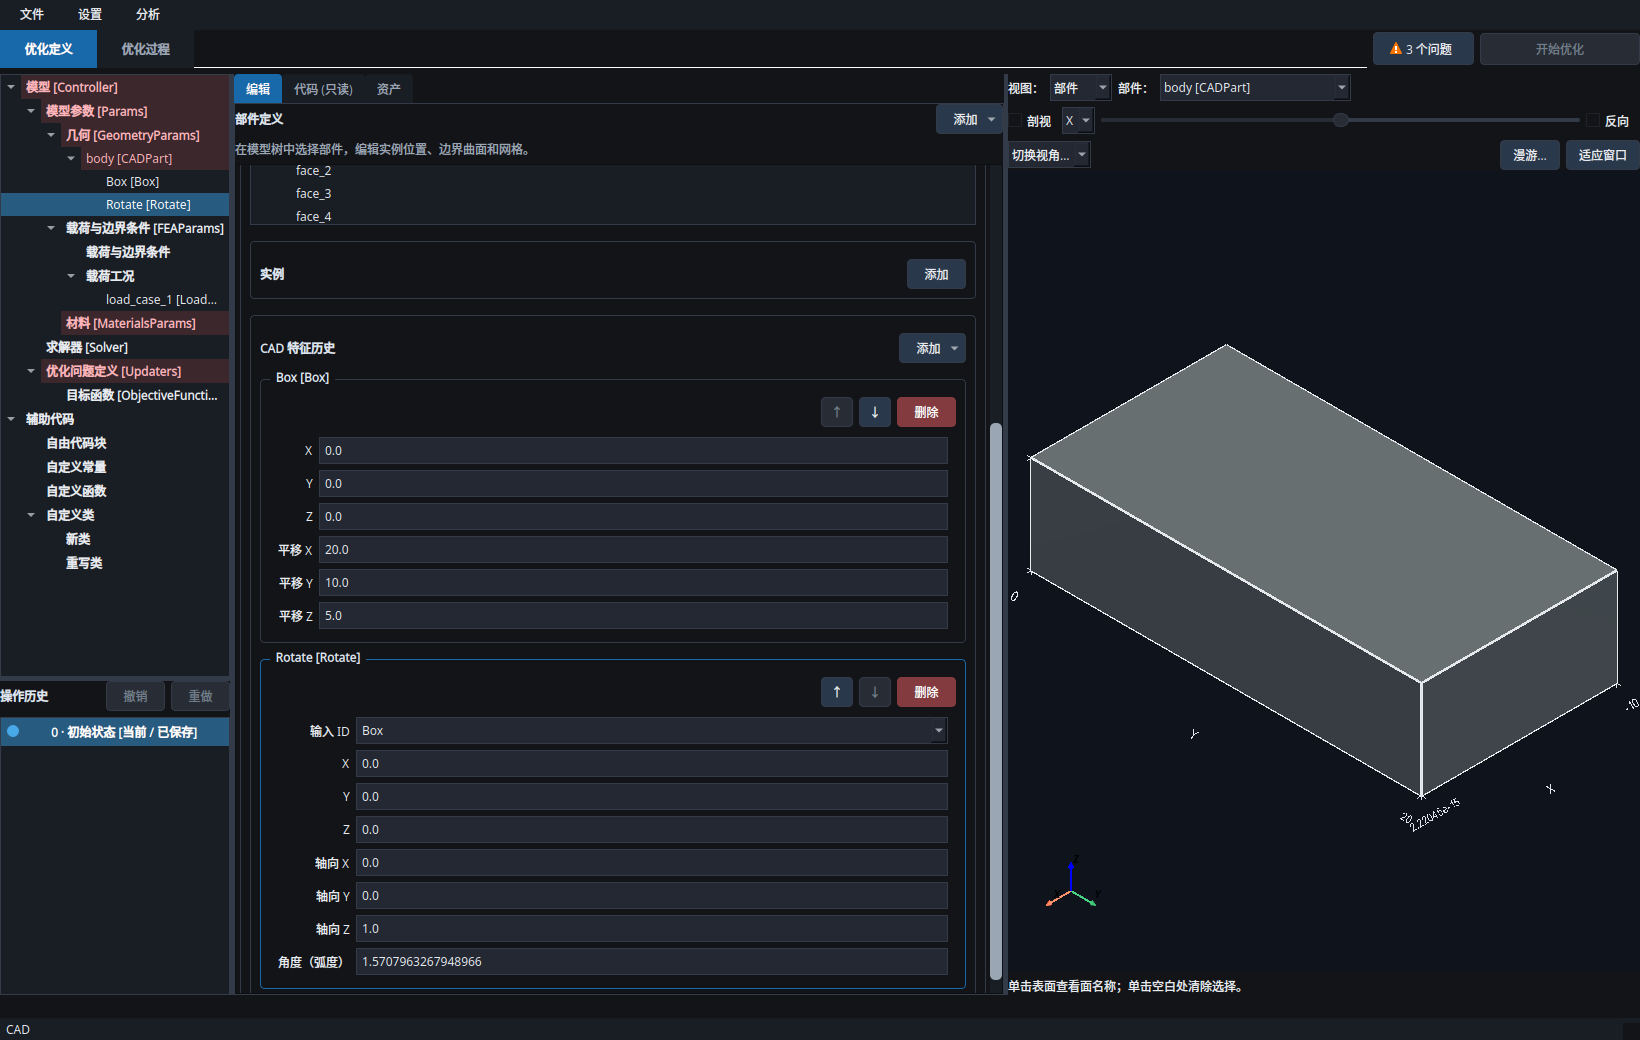 文件 设置 分析
优化定义 优化过程 3 个问题 开始优化
模型 [Controller]
模型参数 [Params]
几何 [GeometryParams]
body [CADPart]
Box [Box]
Rotate [Rotate]
载荷与边界条件 [FEAParams]
载荷与边界条件
载荷工况
load_case_1 [Load...
材料 [MaterialsParams]
求解器 [Solver]
优化问题定义 [Updaters]
目标函数 [ObjectiveFuncti...
辅助代码
自由代码块
自定义常量
自定义函数
自定义类
新类
重写类
操作历史 撤销 重做
0 · 初始状态 [当前 / 已保存]
编辑 代码 (只读) 资产
部件定义 添加
在模型树中选择部件，编辑实例位置、边界曲面和网格。
face_2
face_3
face_4
实例 添加
CAD 特征历史 添加
Box [Box]
↑ ↓ 删除
X 0.0
Y 0.0
Z 0.0
平移 X 20.0
平移 Y 10.0
平移 Z 5.0
Rotate [Rotate]
↑ ↓ 删除
输入 ID Box
X 0.0
Y 0.0
Z 0.0
轴向 X 0.0
轴向 Y 0.0
轴向 Z 1.0
角度（弧度） 1.5707963267948966
视图： 部件 部件： body [CADPart]
剖视 X 反向
切换视角... 漫游... 适应窗口
0
-10
Y
X
20
2.22045e-15
Z
Y
单击表面查看面名称；单击空白处清除选择。
CAD